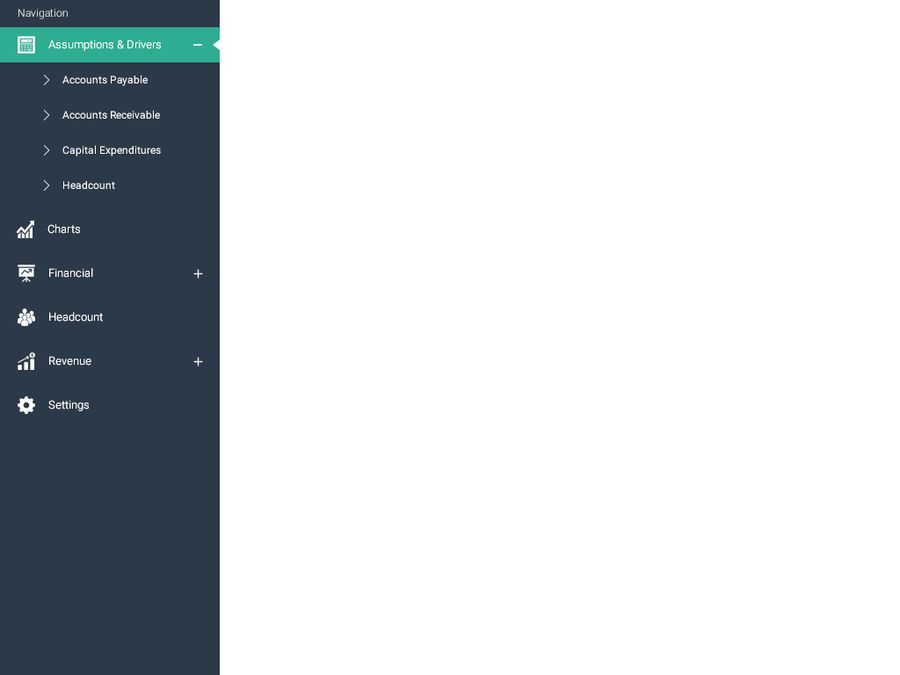 Navigation
Assumptions & Drivers
Accounts Payable
Accounts Receivable
Capital Expenditures
Headcount
Charts
Financial
Headcount
Revenue
Settings